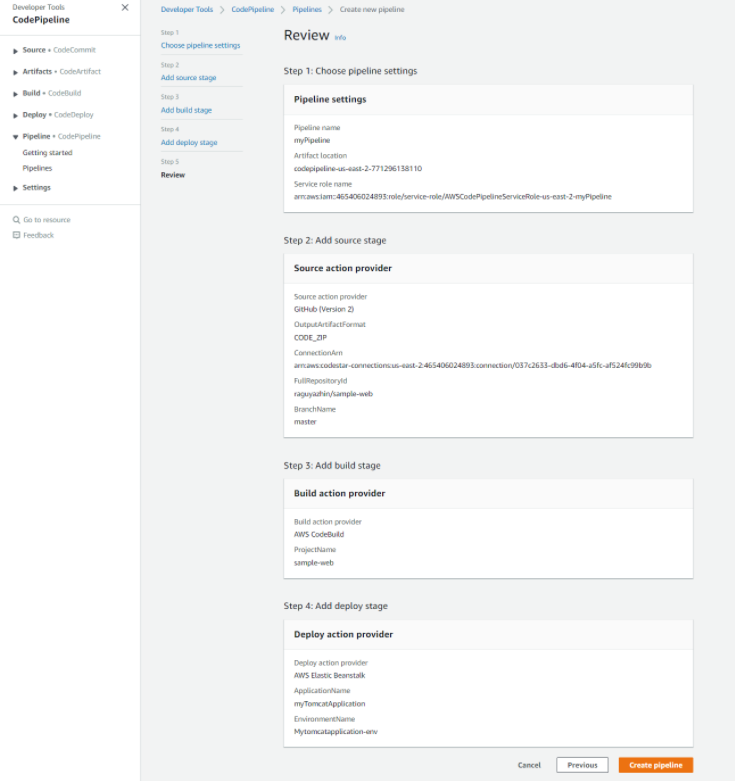 Developer Tools
CodePipeline
Source • CodeCommit
Artifacts • CodeArtifact
Build • CodeBuild
Deploy • CodeDeploy
Pipeline • CodePipeline
Getting started
Pipelines
Settings
Go to resource
Feedback
Developer Tools > CodePipeline > Pipelines > Create new pipeline
Step 1
Choose pipeline settings
Step 2
Add source stage
Step 3
Add build stage
Step 4
Add deploy stage
Step 5
Review
Review Info
Step 1: Choose pipeline settings
Pipeline settings
Pipeline name
myPipeline
Artifact location
codepipeline-us-east-2-771296138110
Service role name
arn:aws:iam::465406024893:role/service-role/AWSCodePipelineServiceRole-us-east-2-myPipeline
Step 2: Add source stage
Source action provider
Source action provider
GitHub (Version 2)
OutputArtifactFormat
CODE_ZIP
ConnectionArn
arn:aws:codestar-connections:us-east-2:465406024893:connection/037c2633-dbd6-4f04-a5fc-af524fc99b9b
FullRepositoryId
raguyazhin/sample-web
BranchName
master
Step 3: Add build stage
Build action provider
Build action provider
AWS CodeBuild
ProjectName
sample-web
Step 4: Add deploy stage
Deploy action provider
Deploy action provider
AWS Elastic Beanstalk
ApplicationName
myTomcatApplication
EnvironmentName
Mytomcatapplication-env
Cancel
Previous
Create pipeline